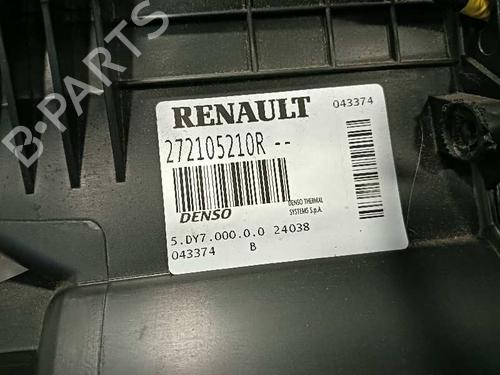 B-PARTS
RENAULT
043374
272105210R --
DENSO
DENSO THERMAL
SYSTEMS S.p.A.
5.DY7.000.0.0 24038
043374 B